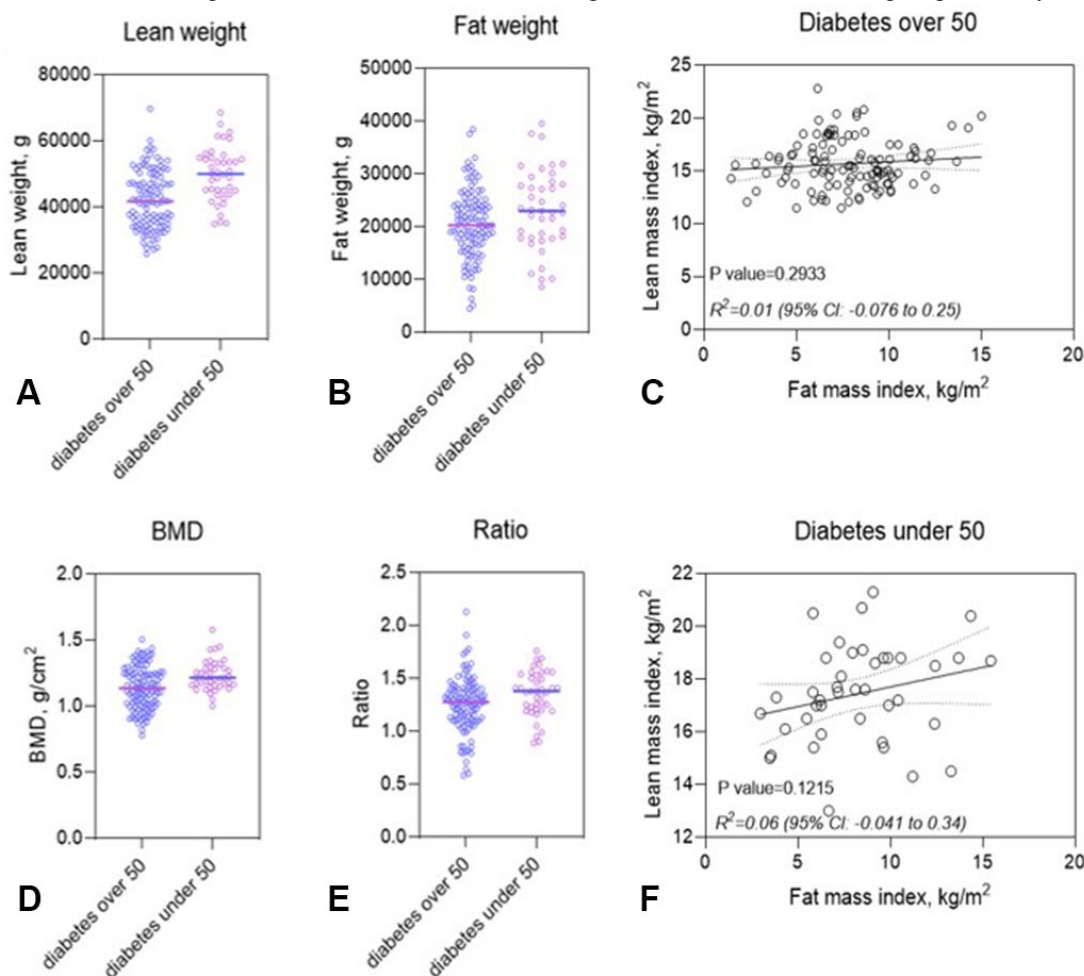 Lean weight
Lean weight, g
80000
60000
40000
20000
0
diabetes over 50
diabetes under 50
A
Fat weight
Fat weight, g
50000
40000
30000
20000
10000
0
diabetes over 50
diabetes under 50
B
Diabetes over 50
Lean mass index, kg/m²
25
20
15
10
5
0
P value=0.2933
R²=0.01 (95% CI: -0.076 to 0.25)
0 5 10 15 20
Fat mass index, kg/m²
C
BMD
BMD, g/cm²
2.0
1.5
1.0
0.5
0.0
diabetes over 50
diabetes under 50
D
Ratio
Ratio
2.5
2.0
1.5
1.0
0.5
0.0
diabetes over 50
diabetes under 50
E
Diabetes under 50
Lean mass index, kg/m²
22
20
18
16
14
12
P value=0.1215
R²=0.06 (95% CI: -0.041 to 0.34)
0 5 10 15 20
Fat mass index, kg/m²
F